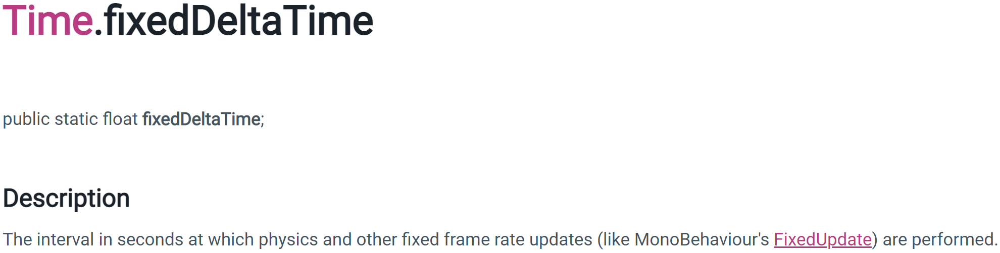 Time.fixedDeltaTime
public static float fixedDeltaTime;
Description
The interval in seconds at which physics and other fixed frame rate updates (like MonoBehaviour's FixedUpdate) are performed.